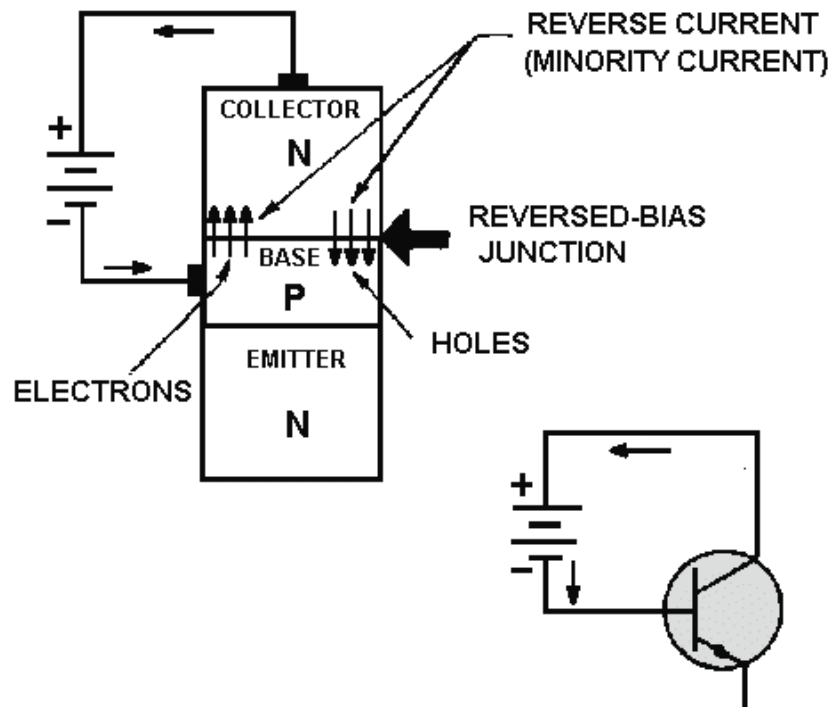 REVERSE CURRENT
(MINORITY CURRENT)
COLLECTOR
N
+
-
REVERSED-BIAS
JUNCTION
BASE
P
HOLES
EMITTER
ELECTRONS
N
+
-